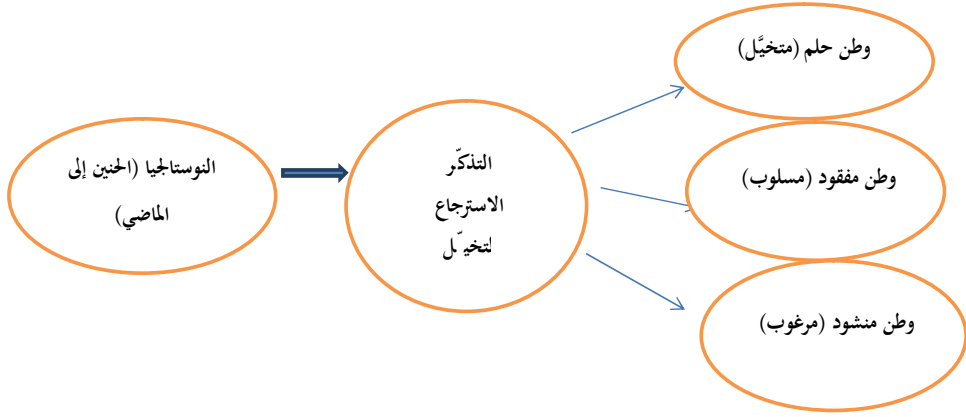 النوستالجيا (الحنين إلى
الماضي)
التذكّر
الاسترجاع
لتخيّل
وطن حلم (متخيَّل)
وطن مفقود (مسلوب)
وطن منشود (مرغوب)